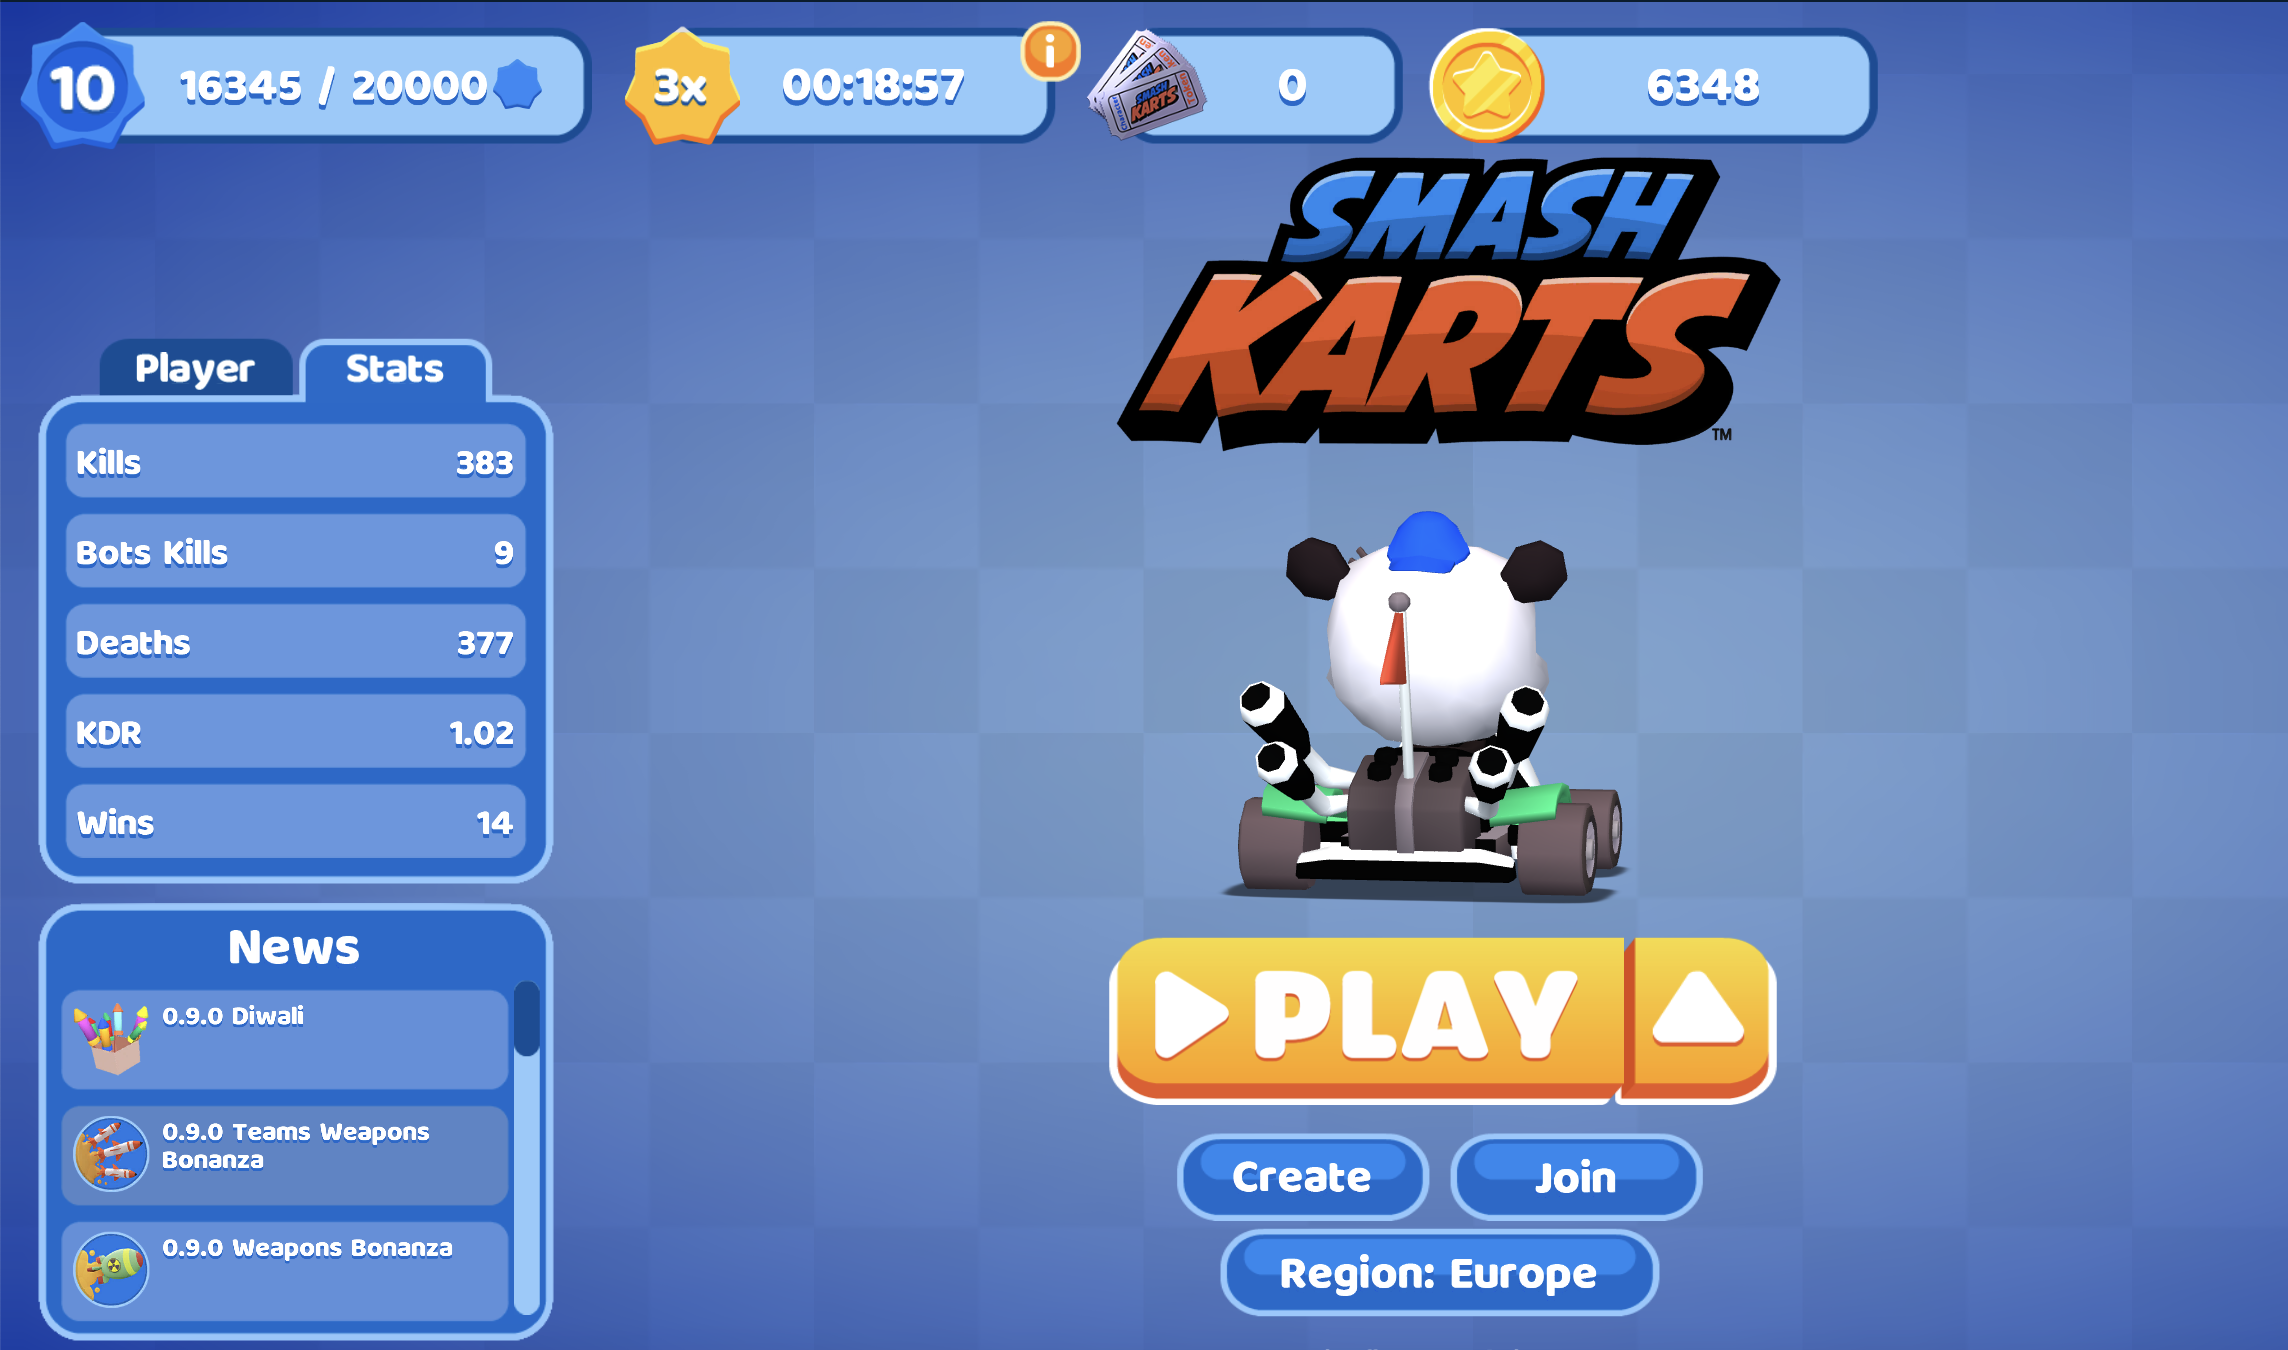 10
16345 / 20000
3x
00:18:57
i
SMASH KARTS
0
6348
SMASH
KARTS
TM
Player
Stats
Kills 383
Bots Kills 9
Deaths 377
KDR 1.02
Wins 14
News
0.9.0 Diwali
0.9.0 Teams Weapons
Bonanza
0.9.0 Weapons Bonanza
PLAY
Create
Join
Region: Europe